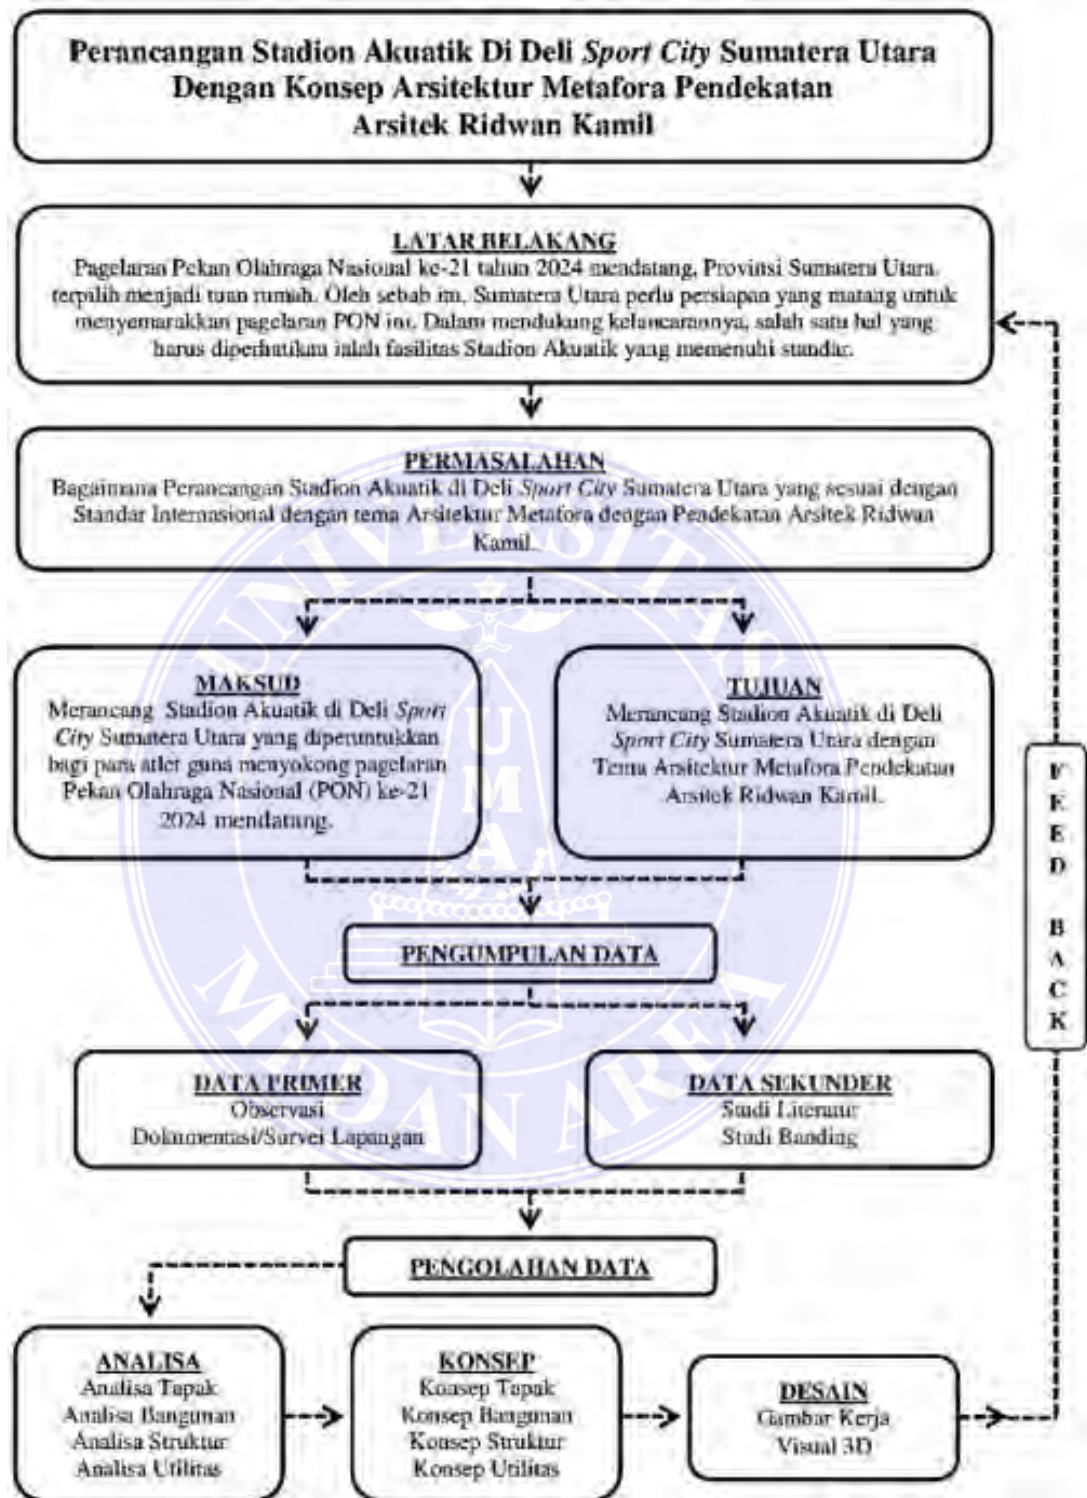 Perancangan Stadion Akuatik Di Deli Sport City Sumatera Utara
Dengan Konsep Arsitektur Metafora Pendekatan
Arsitek Ridwan Kamil
LATAR BELAKANG
Pagelaran Pekan Olahraga Nasional ke-21 tahun 2024 mendatang, Provinsi Sumatera Utara
terpilih menjadi tuan rumah. Oleh sebab ini, Sumatera Utara perlu persiapan yang matang untuk
menyemarakkan pagelaran PON ini. Dalam mendukung kelancarannya, salah satu hal yang
harus diperhatikan ialah fasilitas Stadion Akuatik yang memenuhi standar.
PERMASALAHAN
Bagaimana Perancangan Stadion Akuatik di Deli Sport City Sumatera Utara yang sesuai dengan
Standar Internasional dengan tema Arsitektur Metafora dengan Pendekatan Arsitek Ridwan
Kamil.
MAKSUD
Merancang Stadion Akuatik di Deli Sport
City Sumatera Utara yang diperuntukkan
bagi para atlet guna menyokong pagelaran
Pekan Olahraga Nasional (PON) ke-21
2024 mendatang.
TUJUAN
Merancang Stadion Akuatik di Deli
Sport City Sumatera Utara dengan
Tema Arsitektur Metafora Pendekatan
Arsitek Ridwan Kamil.
PENGUMPULAN DATA
DATA PRIMER
Observasi
Dokumentasi/Survei Lapangan
DATA SEKUNDER
Studi Literatur
Studi Banding
PENGOLAHAN DATA
ANALISA
Analisa Tapak
Analisa Bangunan
Analisa Struktur
Analisa Utilitas
KONSEP
Konsep Tapak
Konsep Bangunan
Konsep Struktur
Konsep Utilitas
DESAIN
Gambar Kerja
Visual 3D
FEED BACK
UNIVERSITAS
MEDAN AREA
UMA